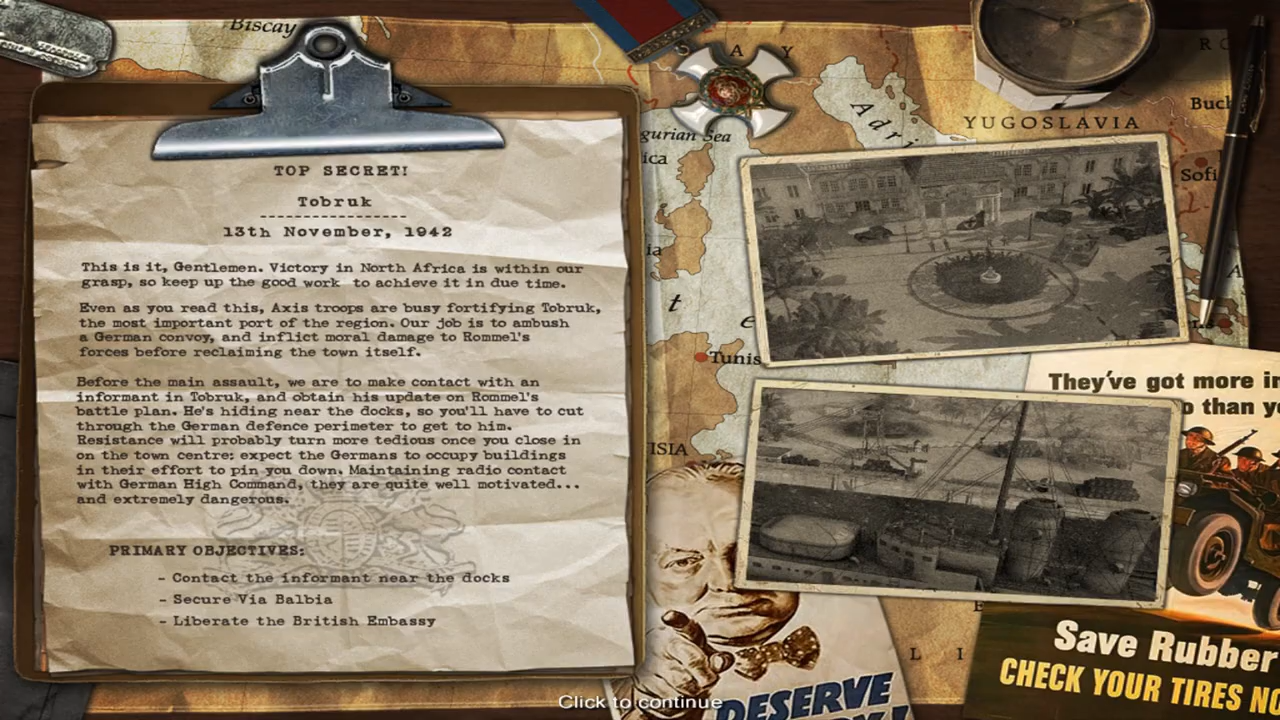 Biscay
TOP SECRET!
Tobruk
----------------
13th November, 1942
This is it, Gentlemen. Victory in North Africa is within our
grasp, so keep up the good work to achieve it in due time.
Even as you read this, Axis troops are busy fortifying Tobruk,
the most important port of the region. Our job is to ambush
a German convoy, and inflict moral damage to Rommel's
forces before reclaiming the town itself.
Before the main assault, we are to make contact with an
informant in Tobruk, and obtain his update on Rommel's
battle plan. He's hiding near the docks, so you'll have to cut
through the German defence perimeter to get to him.
Resistance will probably turn more tedious once you close in
on the town centre: expect the Germans to occupy buildings
in their effort to pin you down. Maintaining radio contact
with German High Command, they are quite well motivated...
and extremely dangerous.
PRIMARY OBJECTIVES:
- Contact the informant near the docks
- Secure Via Balbia
- Liberate the British Embassy
A Y
gurian Sea
ica
Adri
YUGOSLAVIA
R
Buch
Sofi
ia
t
e
Tunis
ISIA
L I
They've got more in
o than yo
Save Rubber
CHECK YOUR TIRES NO
DESERVE
Click to continue